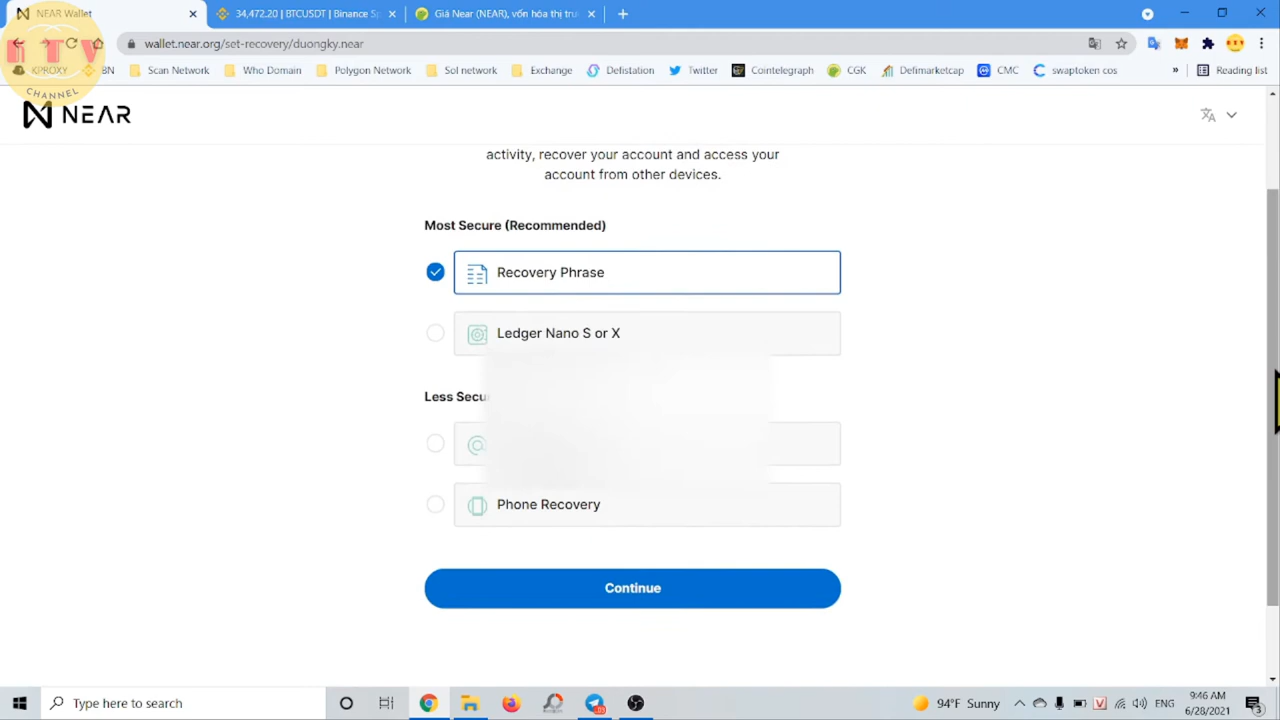 NEAR Wallet
34,472.20 | BTCUSDT | Binance Sp
Giá Near (NEAR), vốn hóa thị trư
nTV
CHANNEL
wallet.near.org/set-recovery/duongky.near
KPROXY
BN
Scan Network
Who Domain
Polygon Network
Sol network
Exchange
Defistation
Twitter
Cointelegraph
CGK
Defimarketcap
CMC
swaptoken cos
»
Reading list
NEAR
activity, recover your account and access your
account from other devices.
Most Secure (Recommended)
Recovery Phrase
Ledger Nano S or X
Less Secu
Phone Recovery
Continue
Type here to search
94°F Sunny
ENG
9:46 AM
6/28/2021